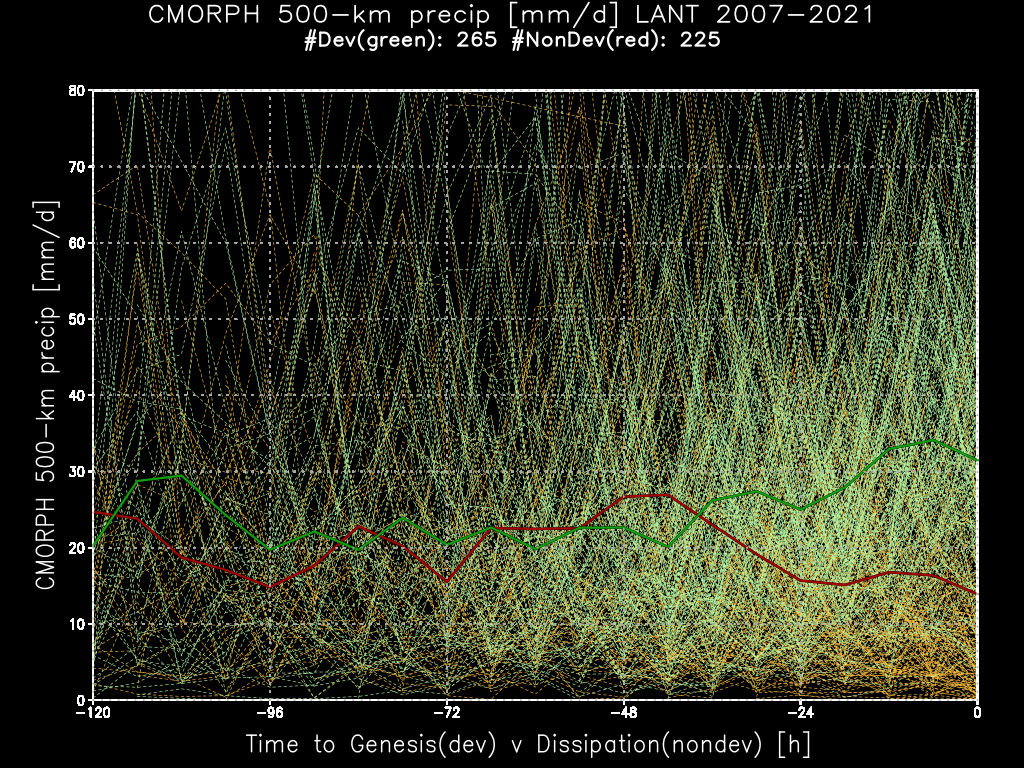 CMORPH 500-km precip [mm/d] LANT 2007-2021
#Dev(green): 265 #NonDev(red): 225
80
70
60
50
40
30
20
10
0
CMORPH 500-km precip [mm/d]
-120 -96 -72 -48 -24 0
Time to Genesis(dev) v Dissipation(nondev) [h]